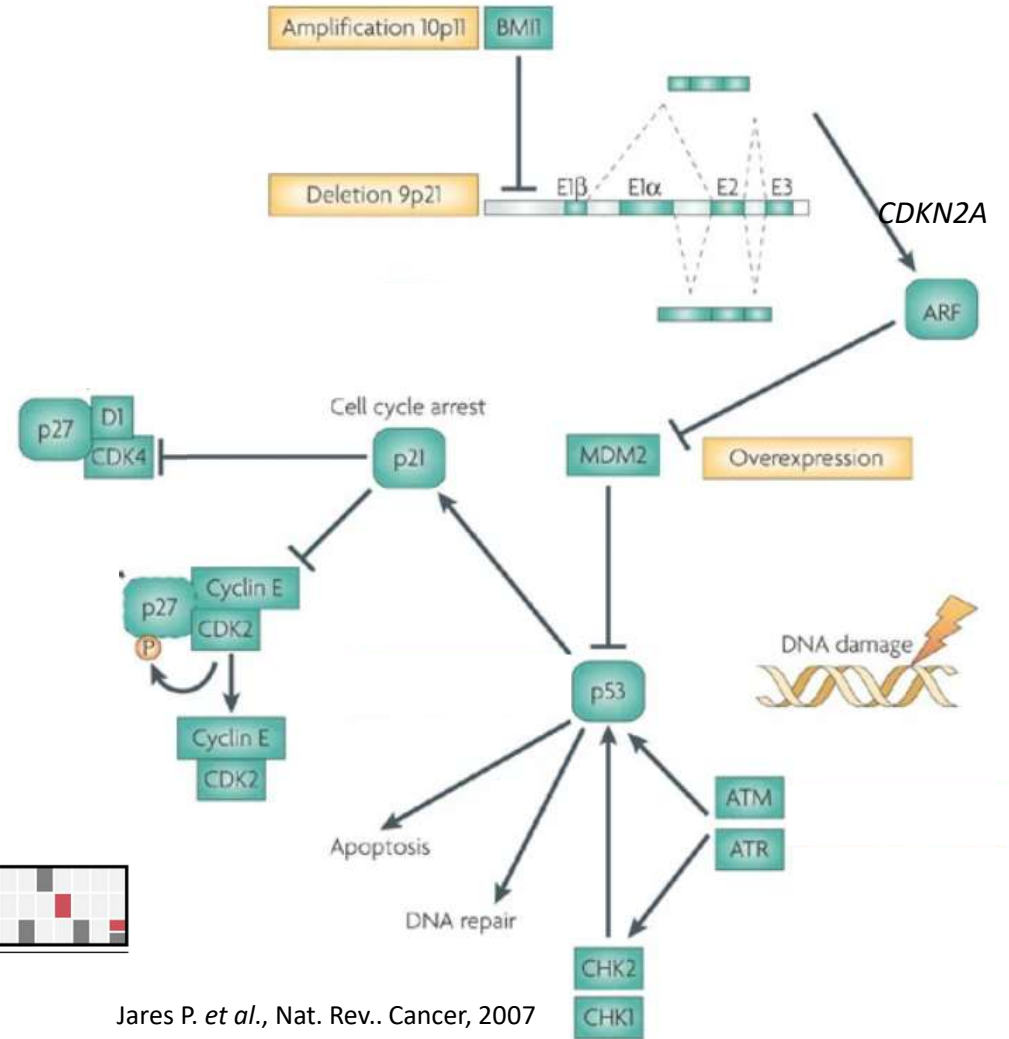 Amplification 10p11
BMI1
Deletion 9p21
E1β
E1α
E2
E3
CDKN2A
ARF
Cell cycle arrest
p27
D1
CDK4
p21
MDM2
Overexpression
p27
Cyclin E
CDK2
P
DNA damage
p53
Cyclin E
CDK2
ATM
ATR
Apoptosis
DNA repair
CHK2
CHK1
Jares P. et al., Nat. Rev.. Cancer, 2007